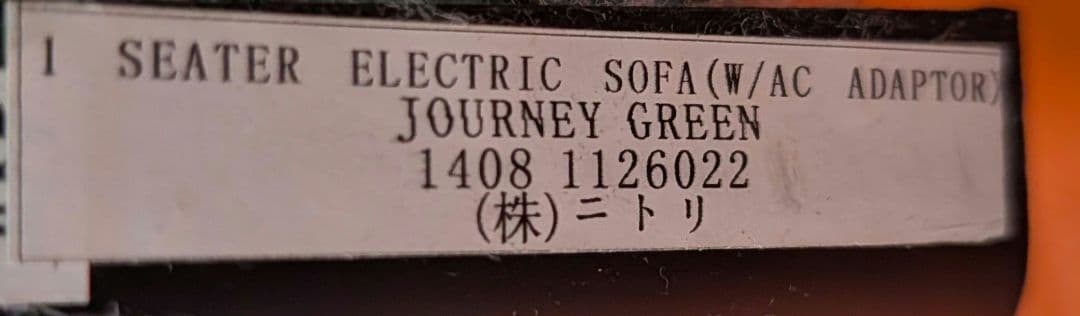 1 SEATER ELECTRIC SOFA(W/AC ADAPTOR)
JOURNEY GREEN
1408 1126022
(株)ニトリ